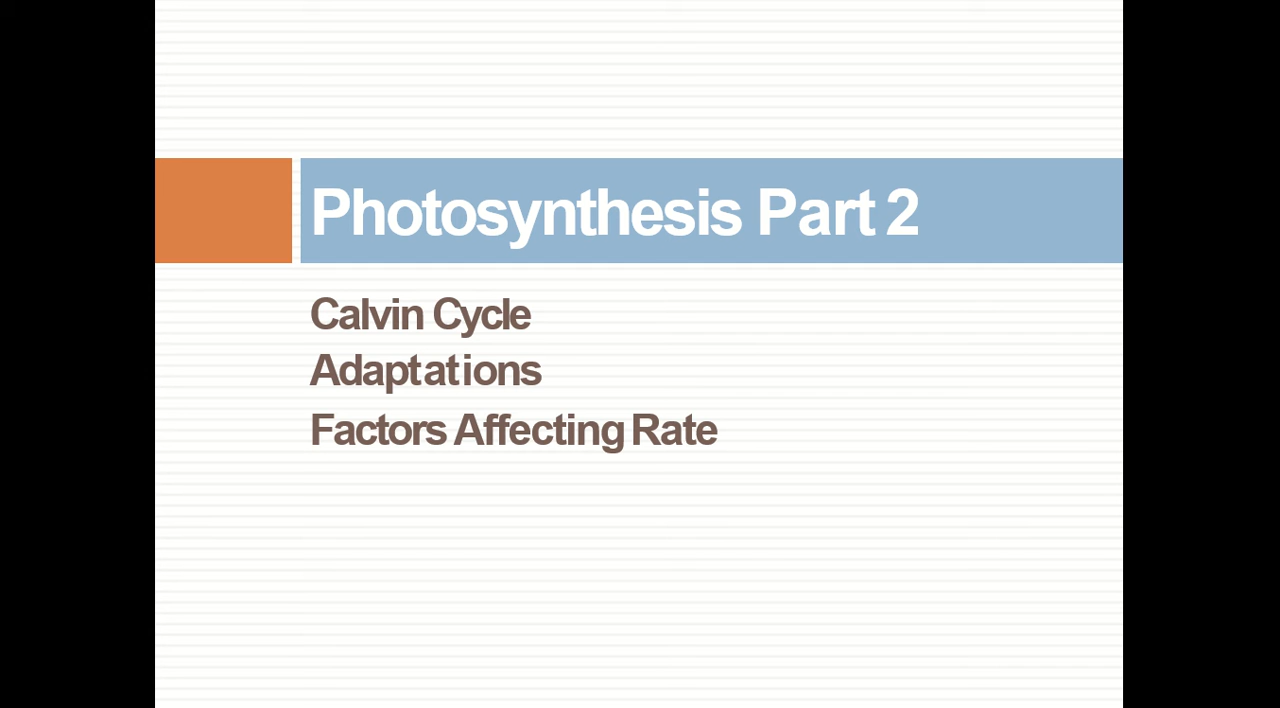 Photosynthesis Part 2
Calvin Cycle
Adaptations
Factors Affecting Rate